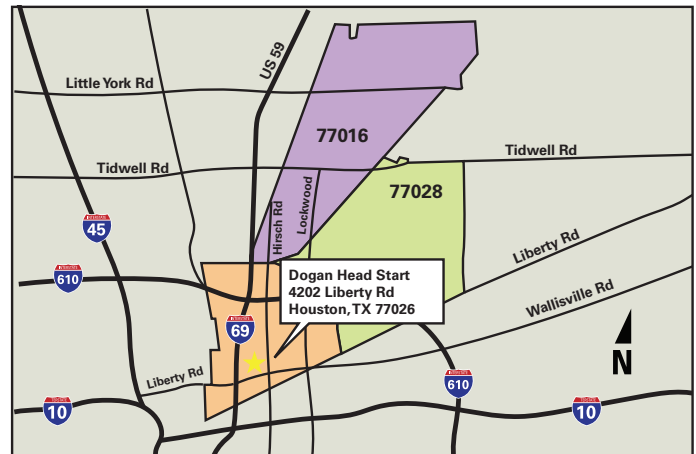 US 59
Little York Rd
77016
Tidwell Rd
Tidwell Rd
77028
Hirsch Rd
Lockwood
45
610
Liberty Rd
Dogan Head Start
4202 Liberty Rd
Houston, TX 77026
Wallisville Rd
69
N
Liberty Rd
610
10
10